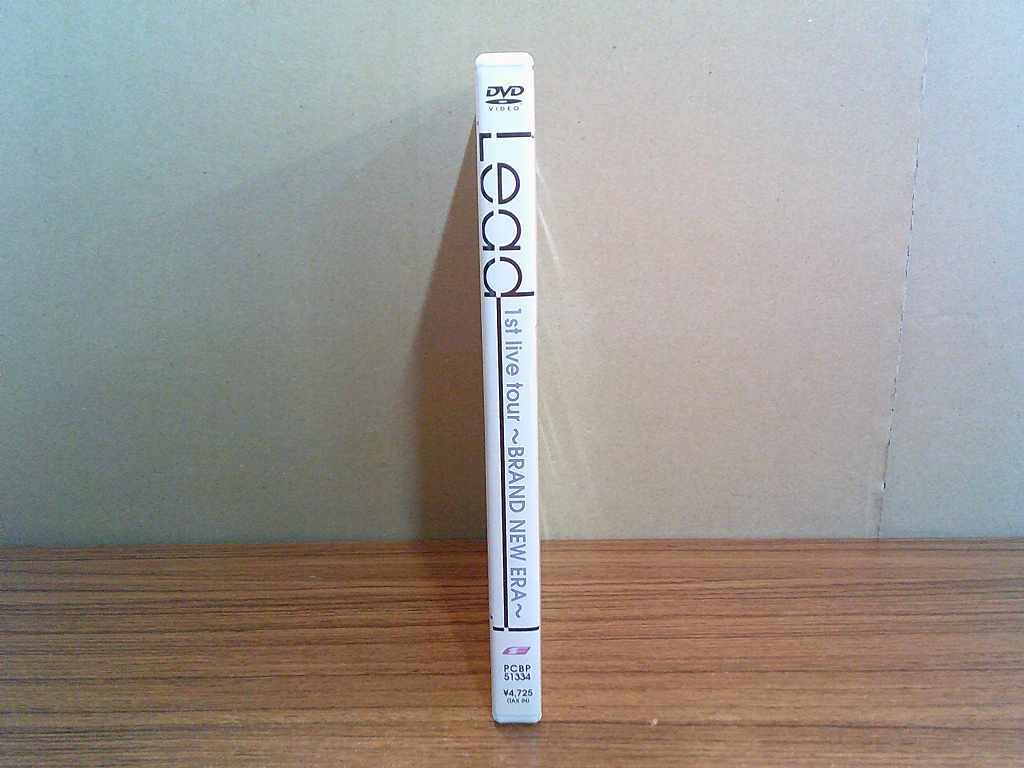 DVD
VIDEO
Lead
1st live tour ～BRAND NEW ERA～
PCBP
51334
¥4,725
(TAX IN)